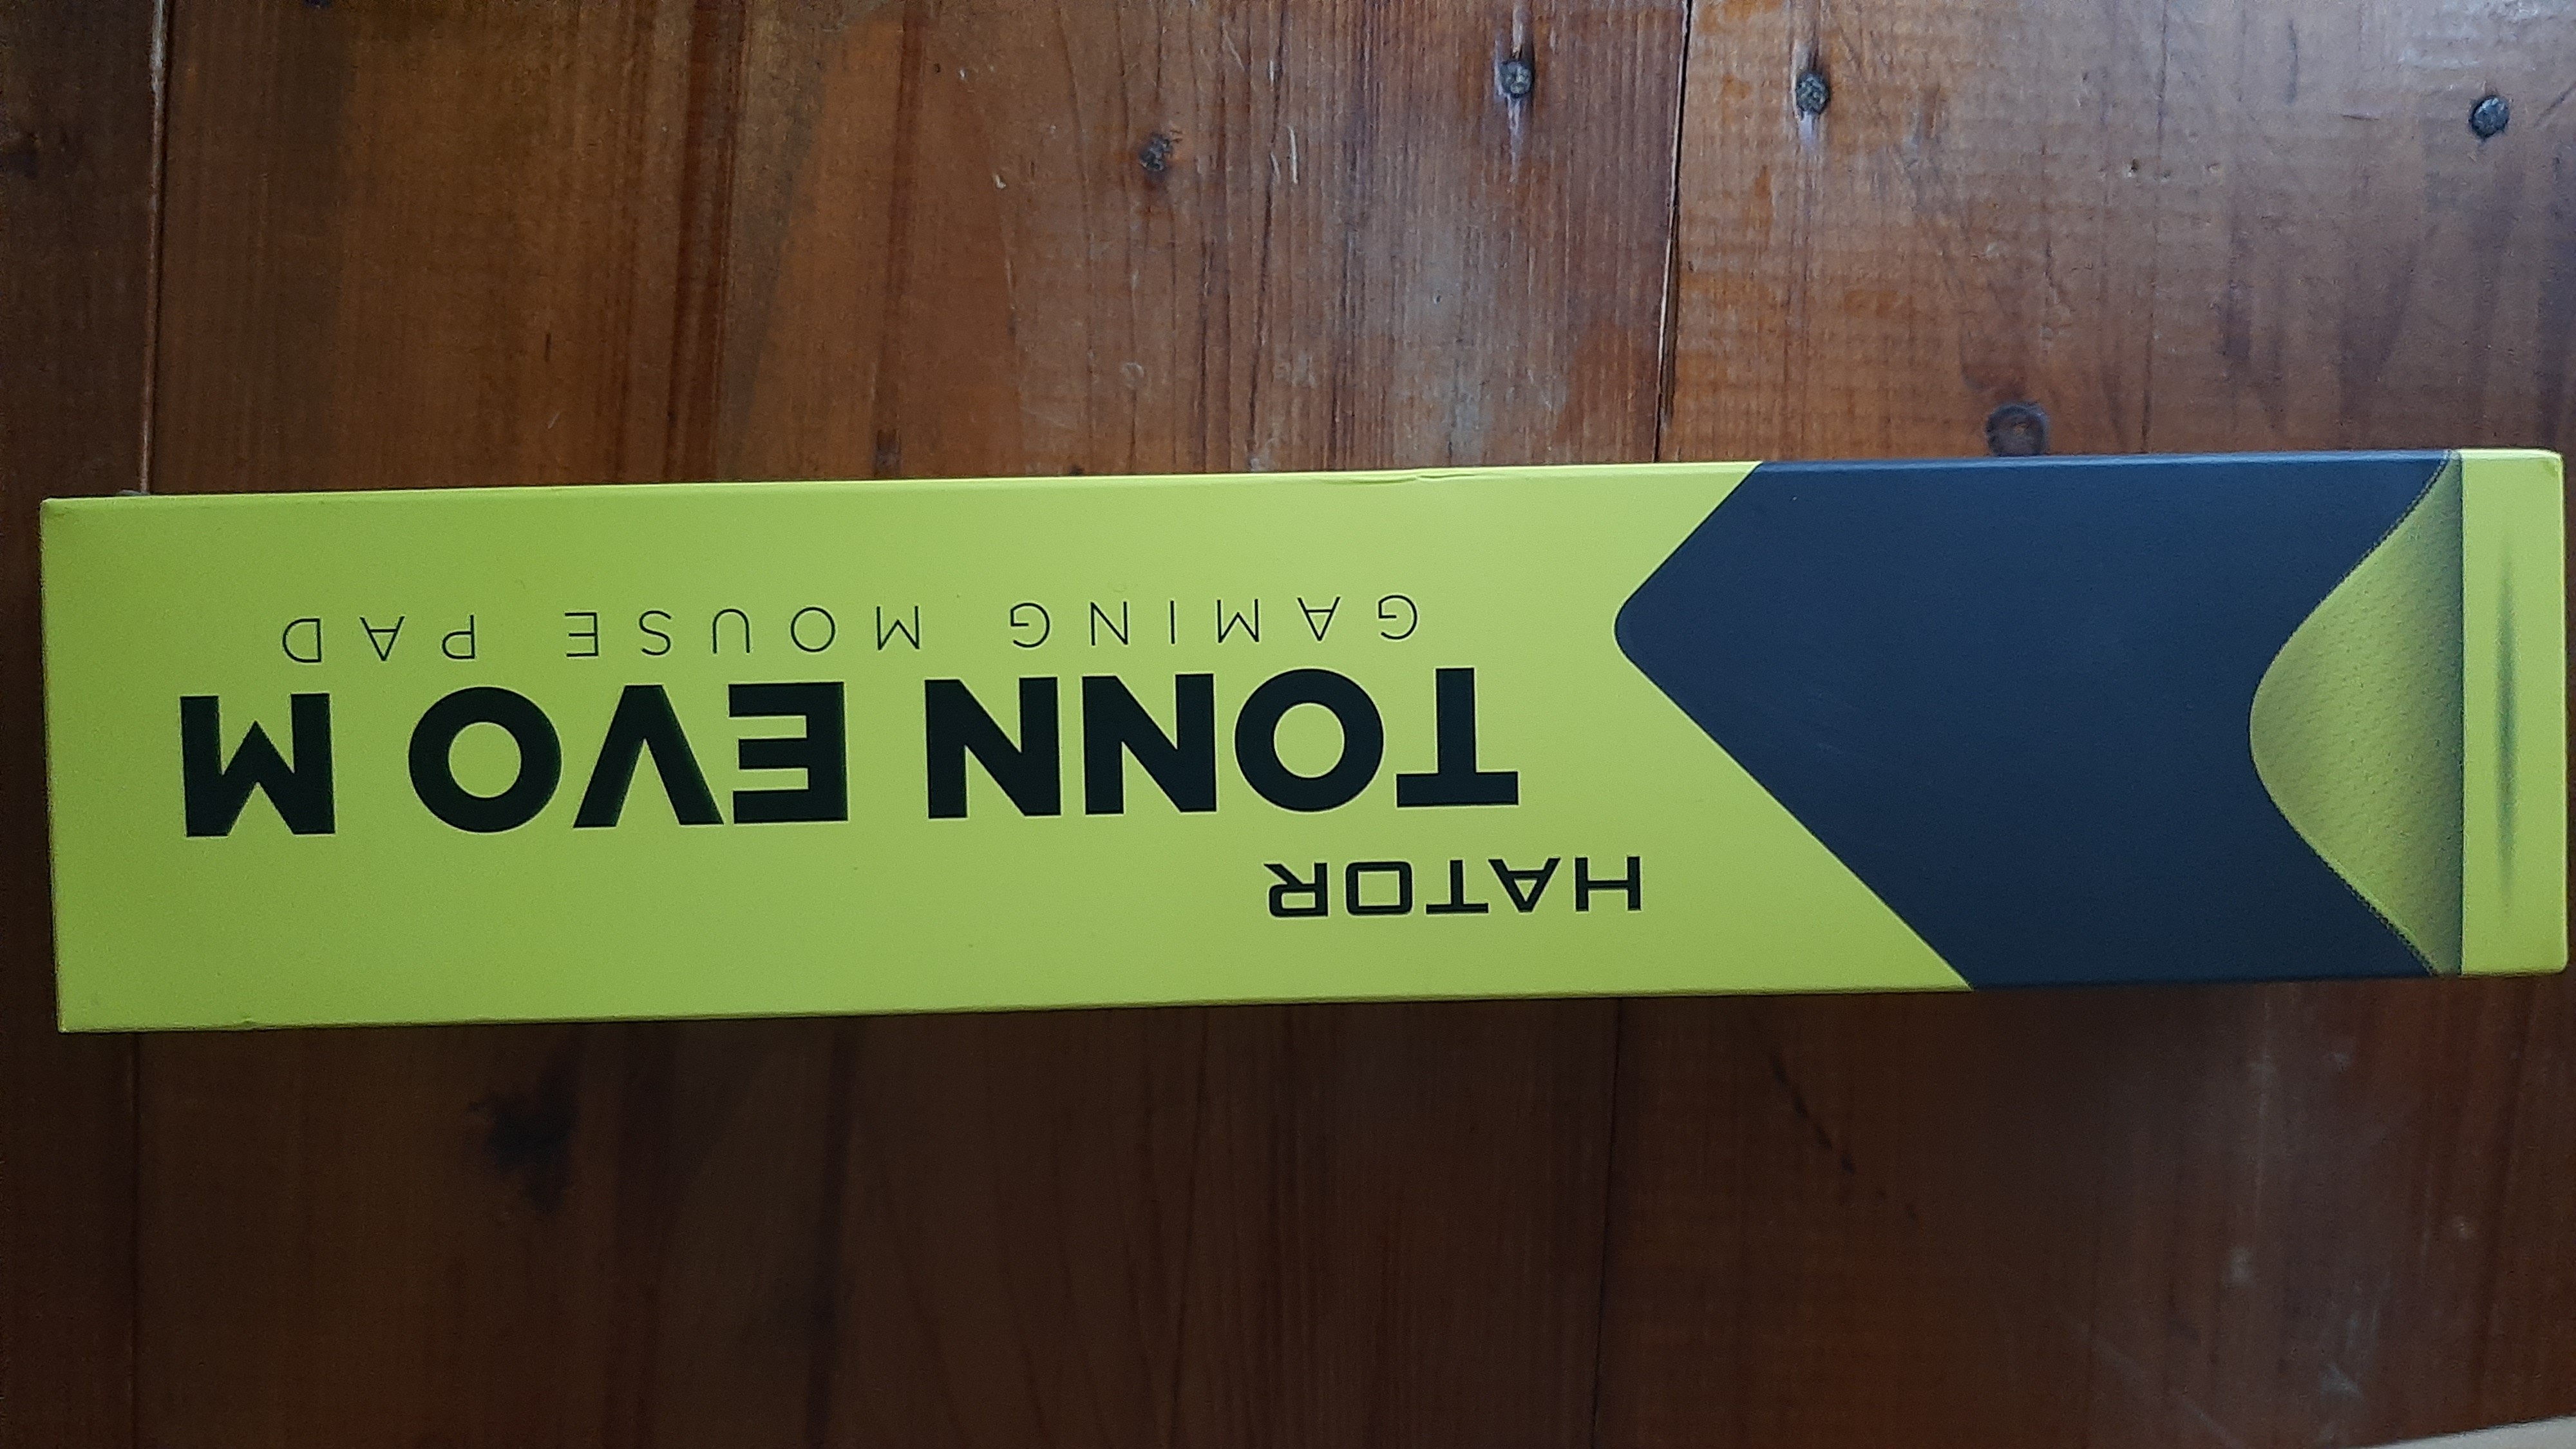 HATOR
TONN EVO M
GAMING MOUSE PAD